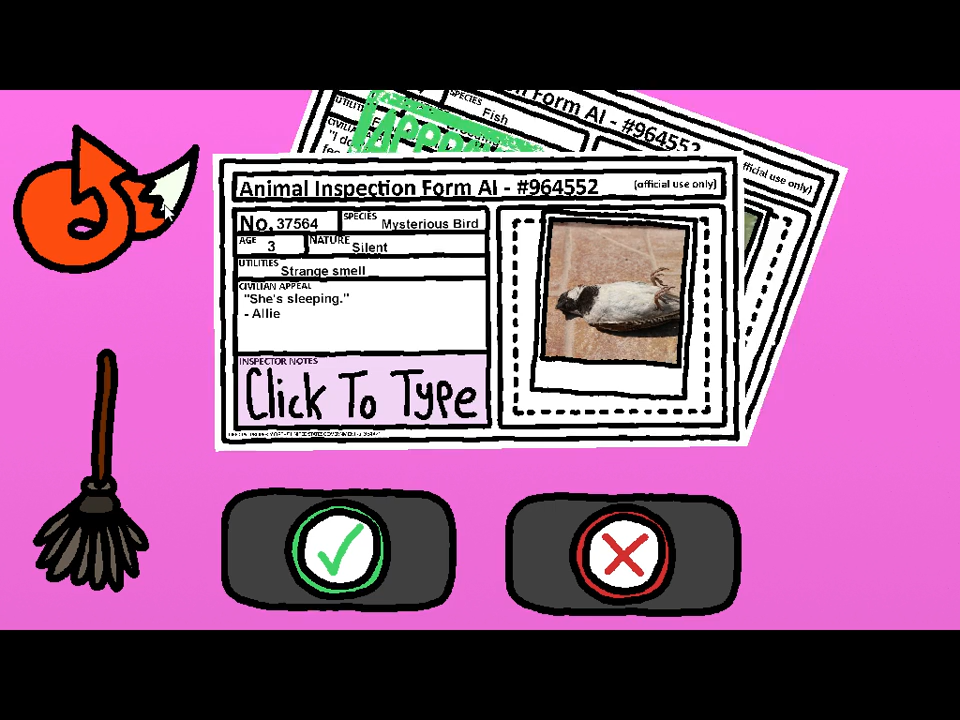 Form AI - #964552
SPECIES
Fish
UTILITIES
CIVILIAN
"I do
fee
(official use only)
Animal Inspection Form AI - #964552
(official use only)
No. 37564
SPECIES
Mysterious Bird
AGE
3
NATURE
Silent
UTILITIES
Strange smell
CIVILIAN APPEAL
"She's sleeping."
- Allie
INSPECTOR NOTES
Click To Type